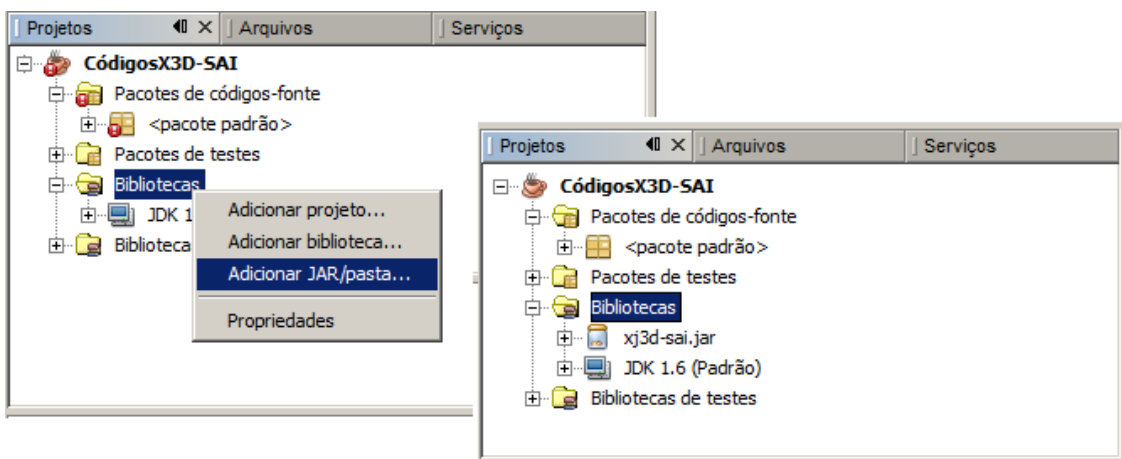 Projetos
Arquivos
Serviços
CódigosX3D-SAI
Pacotes de códigos-fonte
<pacote padrão>
Pacotes de testes
Bibliotecas
JDK 1
Biblioteca
Adicionar projeto...
Adicionar biblioteca...
Adicionar JAR/pasta...
Propriedades
Projetos
Arquivos
Serviços
CódigosX3D-SAI
Pacotes de códigos-fonte
<pacote padrão>
Pacotes de testes
Bibliotecas
xj3d-sai.jar
JDK 1.6 (Padrão)
Bibliotecas de testes